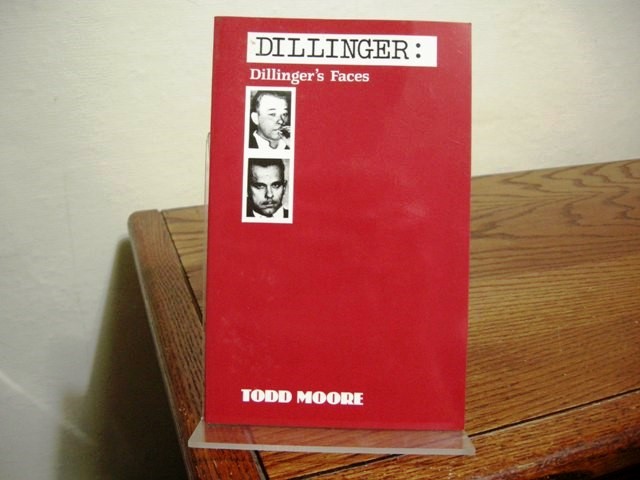 DILLINGER:
Dillinger's Faces
TODD MOORE